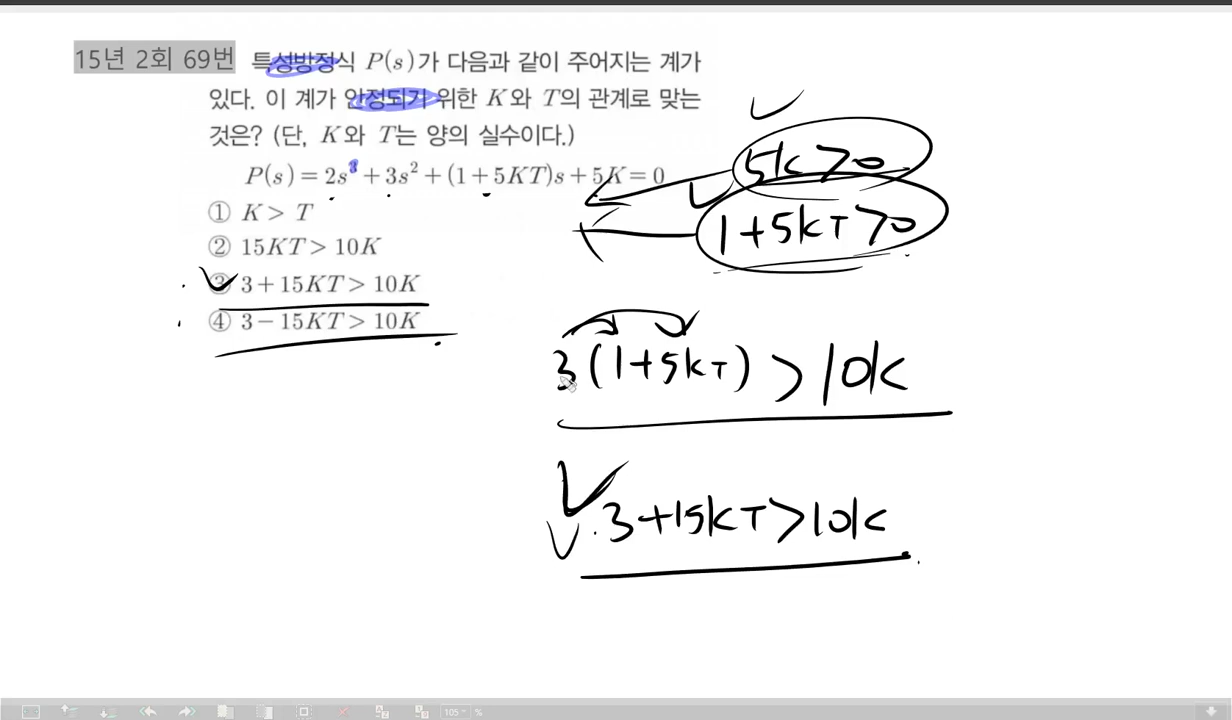 15년 2회 69번 특성방정식 P(s)가 다음과 같이 주어지는 계가
있다. 이 계가 안정되기 위한 K와 T의 관계로 맞는
것은? (단, K와 T는 양의 실수이다.)
P(s) = 2s³ + 3s² + (1 + 5KT)s + 5K = 0
① K > T
② 15KT > 10K
③ 3 + 15KT > 10K
④ 3 − 15KT > 10K
5K > 0
1 + 5KT > 0
3(1 + 5KT) > 10K
3 + 15KT > 10K
105 %